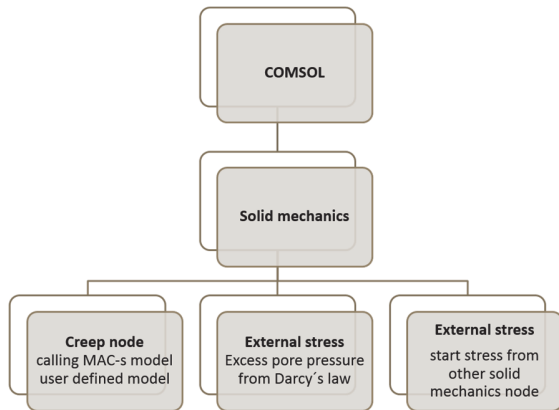 COMSOL
Solid mechanics
Creep node
calling MAC-s model
user defined model
External stress
Excess pore pressure
from Darcy´s law
External stress
start stress from
other solid
mechanics node